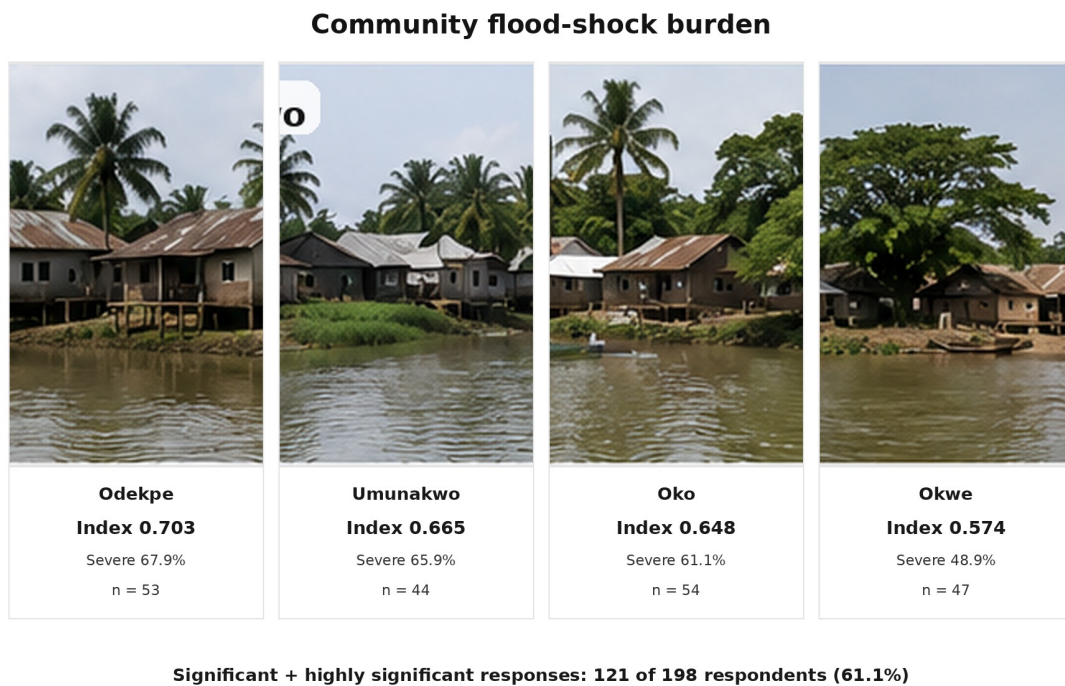 Community flood-shock burden
o
Odekpe
Index 0.703
Severe 67.9%
n = 53
Umunakwo
Index 0.665
Severe 65.9%
n = 44
Oko
Index 0.648
Severe 61.1%
n = 54
Okwe
Index 0.574
Severe 48.9%
n = 47
Significant + highly significant responses: 121 of 198 respondents (61.1%)